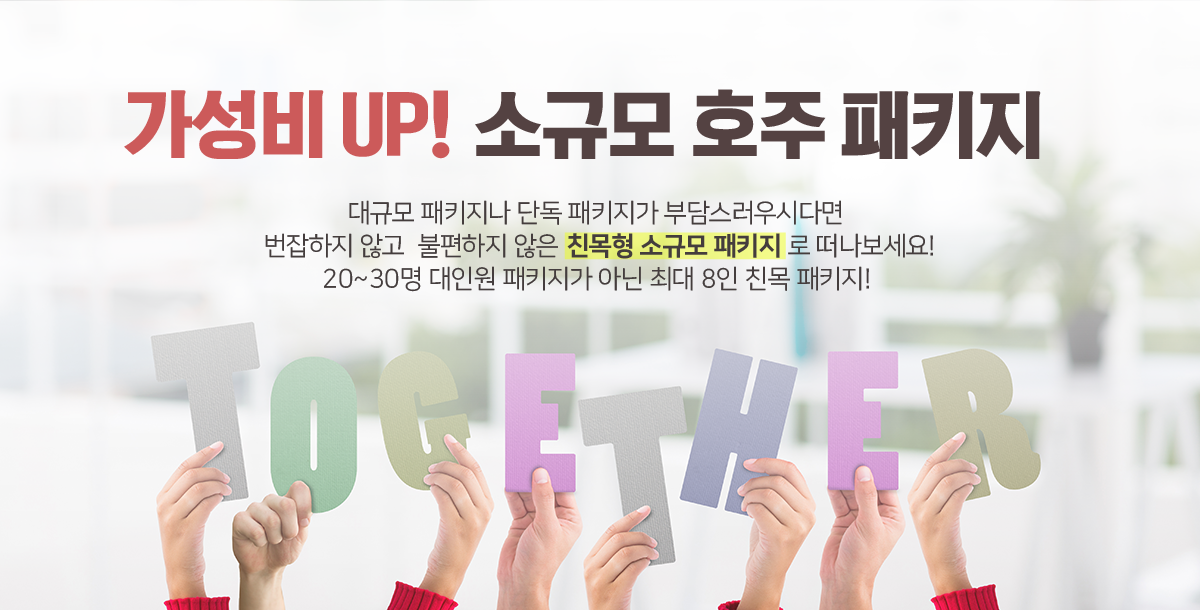 가성비 UP! 소규모 호주 패키지
대규모 패키지나 단독 패키지가 부담스러우시다면
번잡하지 않고 불편하지 않은 친목형 소규모 패키지 로 떠나보세요!
20~30명 대인원 패키지가 아닌 최대 8인 친목 패키지!
TOGETHER